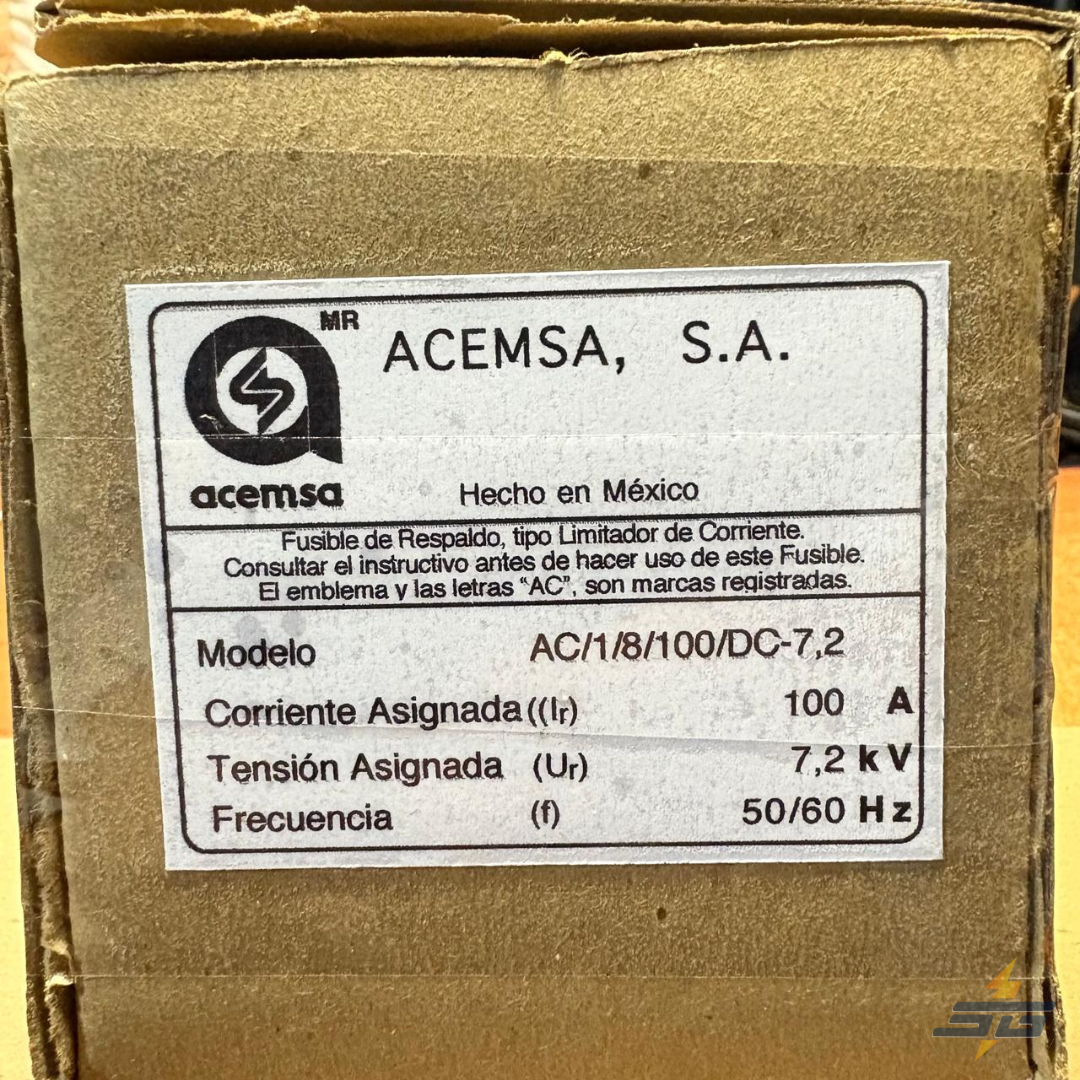 MR
ACEMSA, S.A.
acemsa
Hecho en México
Fusible de Respaldo, tipo Limitador de Corriente.
Consultar el instructivo antes de hacer uso de este Fusible.
El emblema y las letras "AC", son marcas registradas.
Modelo AC/1/8/100/DC-7,2
Corriente Asignada ((Ir) 100 A
Tensión Asignada (Ur) 7,2 kV
Frecuencia (f) 50/60 Hz
SG